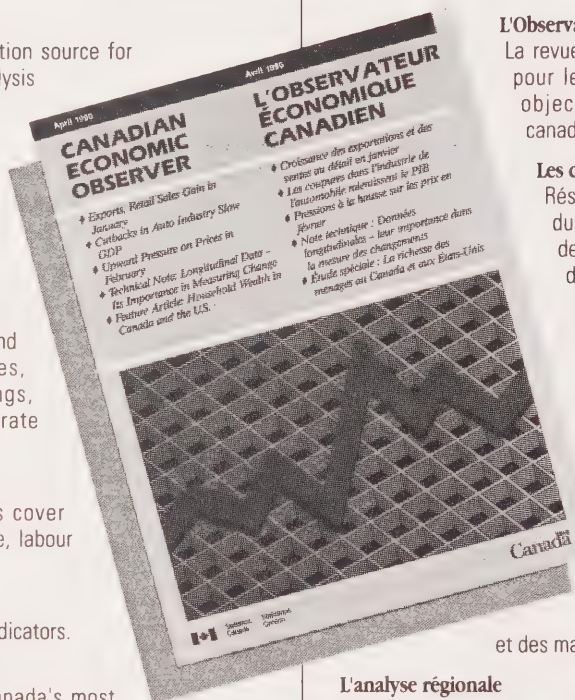 tion source for
ysis
nd
es,
ngs,
rate
s cover
e, labour
dicators.
nada's most
April 1990
April 1990
CANADIAN
ECONOMIC
OBSERVER
♦ Exports, Retail Sales Gain in
January
♦ Cutbacks in Auto Industry Slow
GDP
♦ Upward Pressure on Prices in
February
♦ Technical Note: Longitudinal Data -
Its Importance in Measuring Change
♦ Feature Article: Household Wealth in
Canada and the U.S.
L'OBSERVATEUR
ÉCONOMIQUE
CANADIEN
♦ Croissance des exportations et des
ventes au détail en janvier
♦ Les coupures dans l'industrie de
l'automobile ralentissent le PIB
♦ Pressions à la hausse sur les prix en
février
♦ Note technique : Données
longitudinales - leur importance dans
la mesure des changements
♦ Étude spéciale : La richesse des
ménages au Canada et aux États-Unis
Canada
Statistics Statistique
Canada Canada
L'Observa
La revue
pour le
objec
canad
Les c
Rés
du
de
d
et des ma
L'analyse régionale